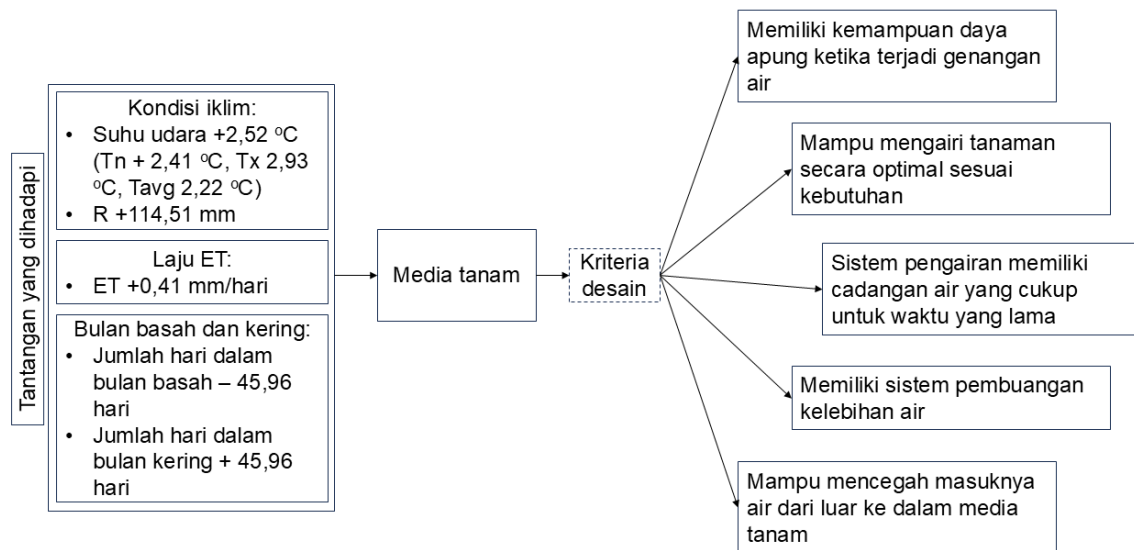 Tantangan yang dihadapi
Kondisi iklim:
• Suhu udara +2,52 ⁰C
(Tn + 2,41 ⁰C, Tx 2,93
⁰C, Tavg 2,22 ⁰C)
• R +114,51 mm
Laju ET:
• ET +0,41 mm/hari
Bulan basah dan kering:
• Jumlah hari dalam
bulan basah – 45,96
hari
• Jumlah hari dalam
bulan kering + 45,96
hari
Media tanam
Kriteria
desain
Memiliki kemampuan daya
apung ketika terjadi genangan
air
Mampu mengairi tanaman
secara optimal sesuai
kebutuhan
Sistem pengairan memiliki
cadangan air yang cukup
untuk waktu yang lama
Memiliki sistem pembuangan
kelebihan air
Mampu mencegah masuknya
air dari luar ke dalam media
tanam